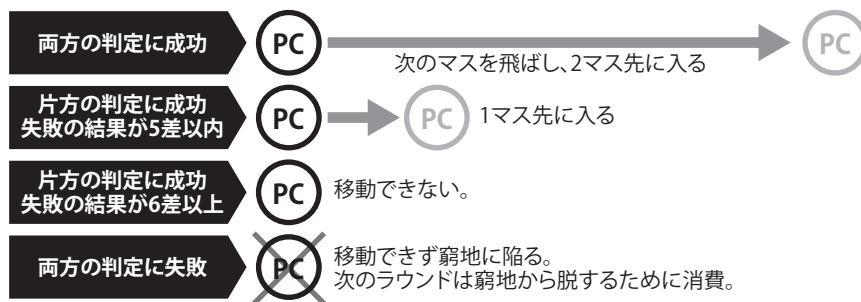 両方の判定に成功
PC
次のマスを飛ばし、2マス先に入る
PC
片方の判定に成功
失敗の結果が5差以内
PC
PC
1マス先に入る
片方の判定に成功
失敗の結果が6差以上
PC
移動できない。
両方の判定に失敗
PC
移動できず窮地に陥る。
次のラウンドは窮地から脱するために消費。